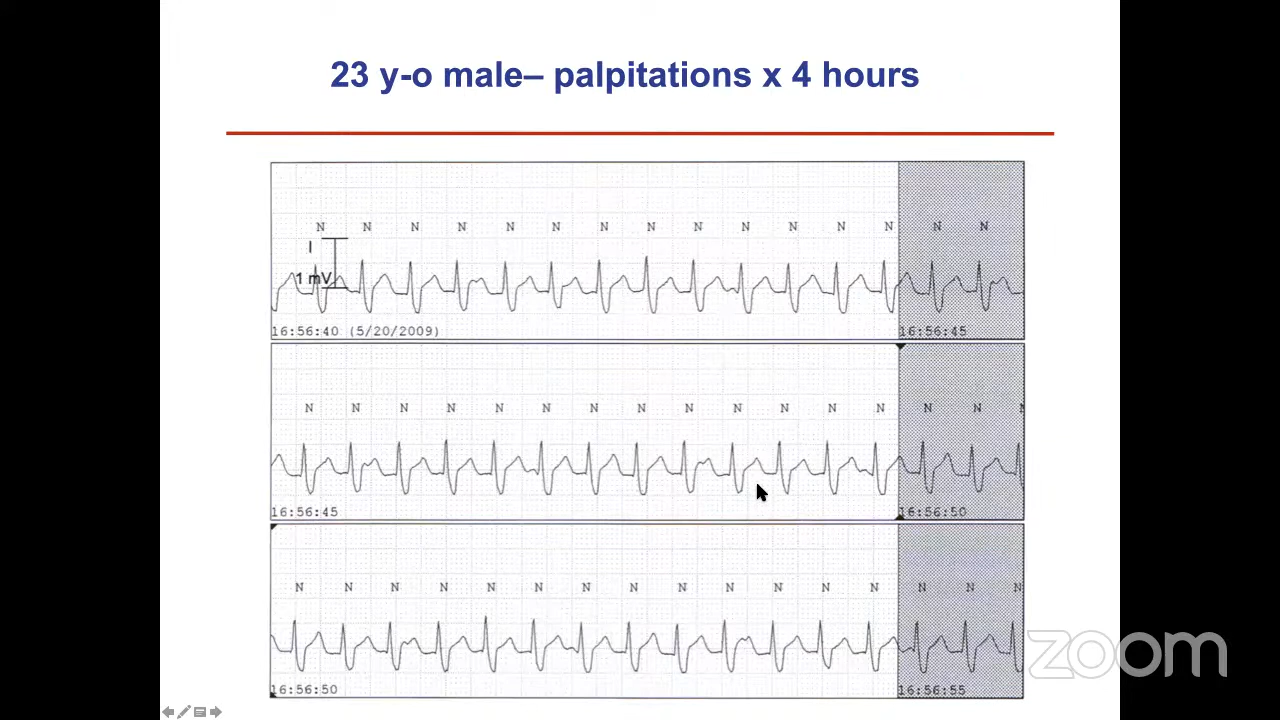 23 y-o male– palpitations x 4 hours
N N N N N N N N N N N N N N N
I
1 mV
16:56:40 (5/20/2009) 16:56:45
N N N N N N N N N N N N N N N N
16:56:45 16:56:50
N N N N N N N N N N N N N N N N
16:56:50 16:56:55
zoom